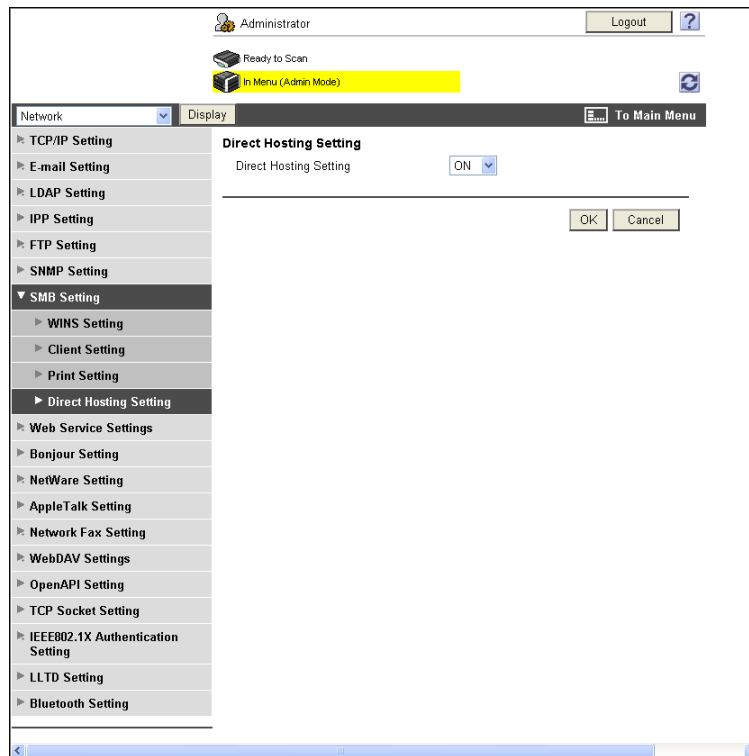 Administrator
Logout
?
Ready to Scan
In Menu (Admin Mode)
Network
Display
To Main Menu
TCP/IP Setting
E-mail Setting
LDAP Setting
IPP Setting
FTP Setting
SNMP Setting
SMB Setting
WINS Setting
Client Setting
Print Setting
Direct Hosting Setting
Web Service Settings
Bonjour Setting
NetWare Setting
AppleTalk Setting
Network Fax Setting
WebDAV Settings
OpenAPI Setting
TCP Socket Setting
IEEE802.1X Authentication
Setting
LLTD Setting
Bluetooth Setting
Direct Hosting Setting
Direct Hosting Setting
ON
OK
Cancel